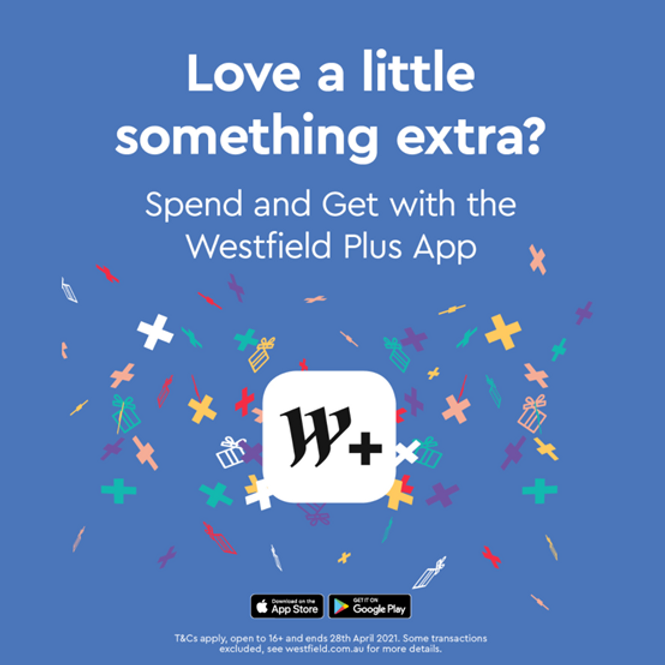 Love a little
something extra?
Spend and Get with the
Westfield Plus App
W+
Download on the
App Store
GET IT ON
Google Play
T&Cs apply, open to 16+ and ends 28th April 2021. Some transactions
excluded, see westfield.com.au for more details.